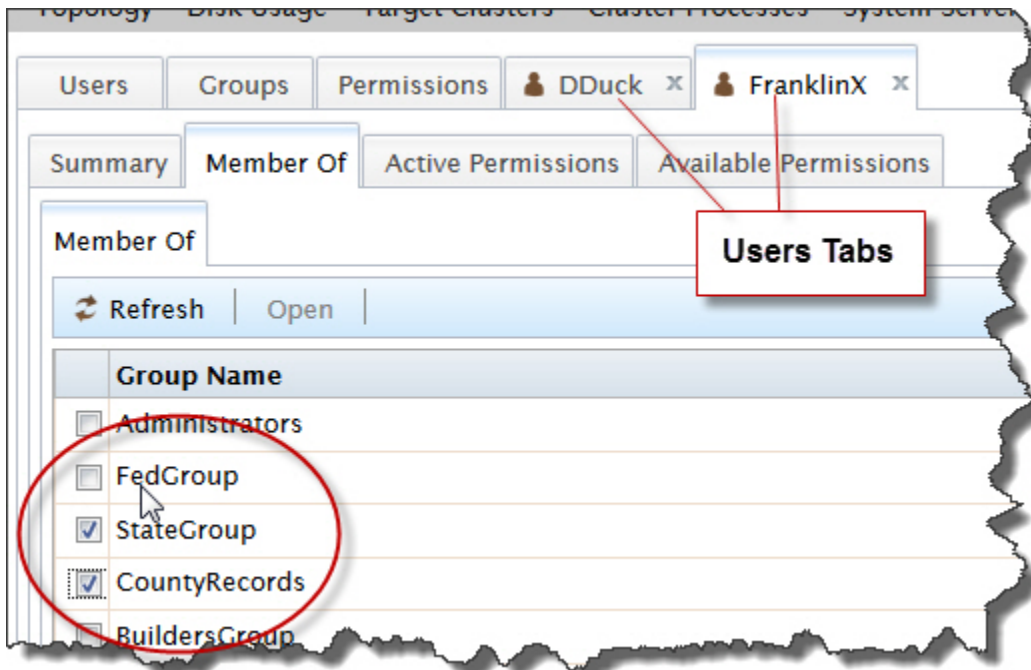 Topology Disk Usage Target Clusters Cluster Processes System Server
Users Groups Permissions DDuck x FranklinX x
Summary Member Of Active Permissions Available Permissions
Users Tabs
Member Of
Refresh Open
Group Name
Administrators
FedGroup
StateGroup
CountyRecords
BuildersGroup